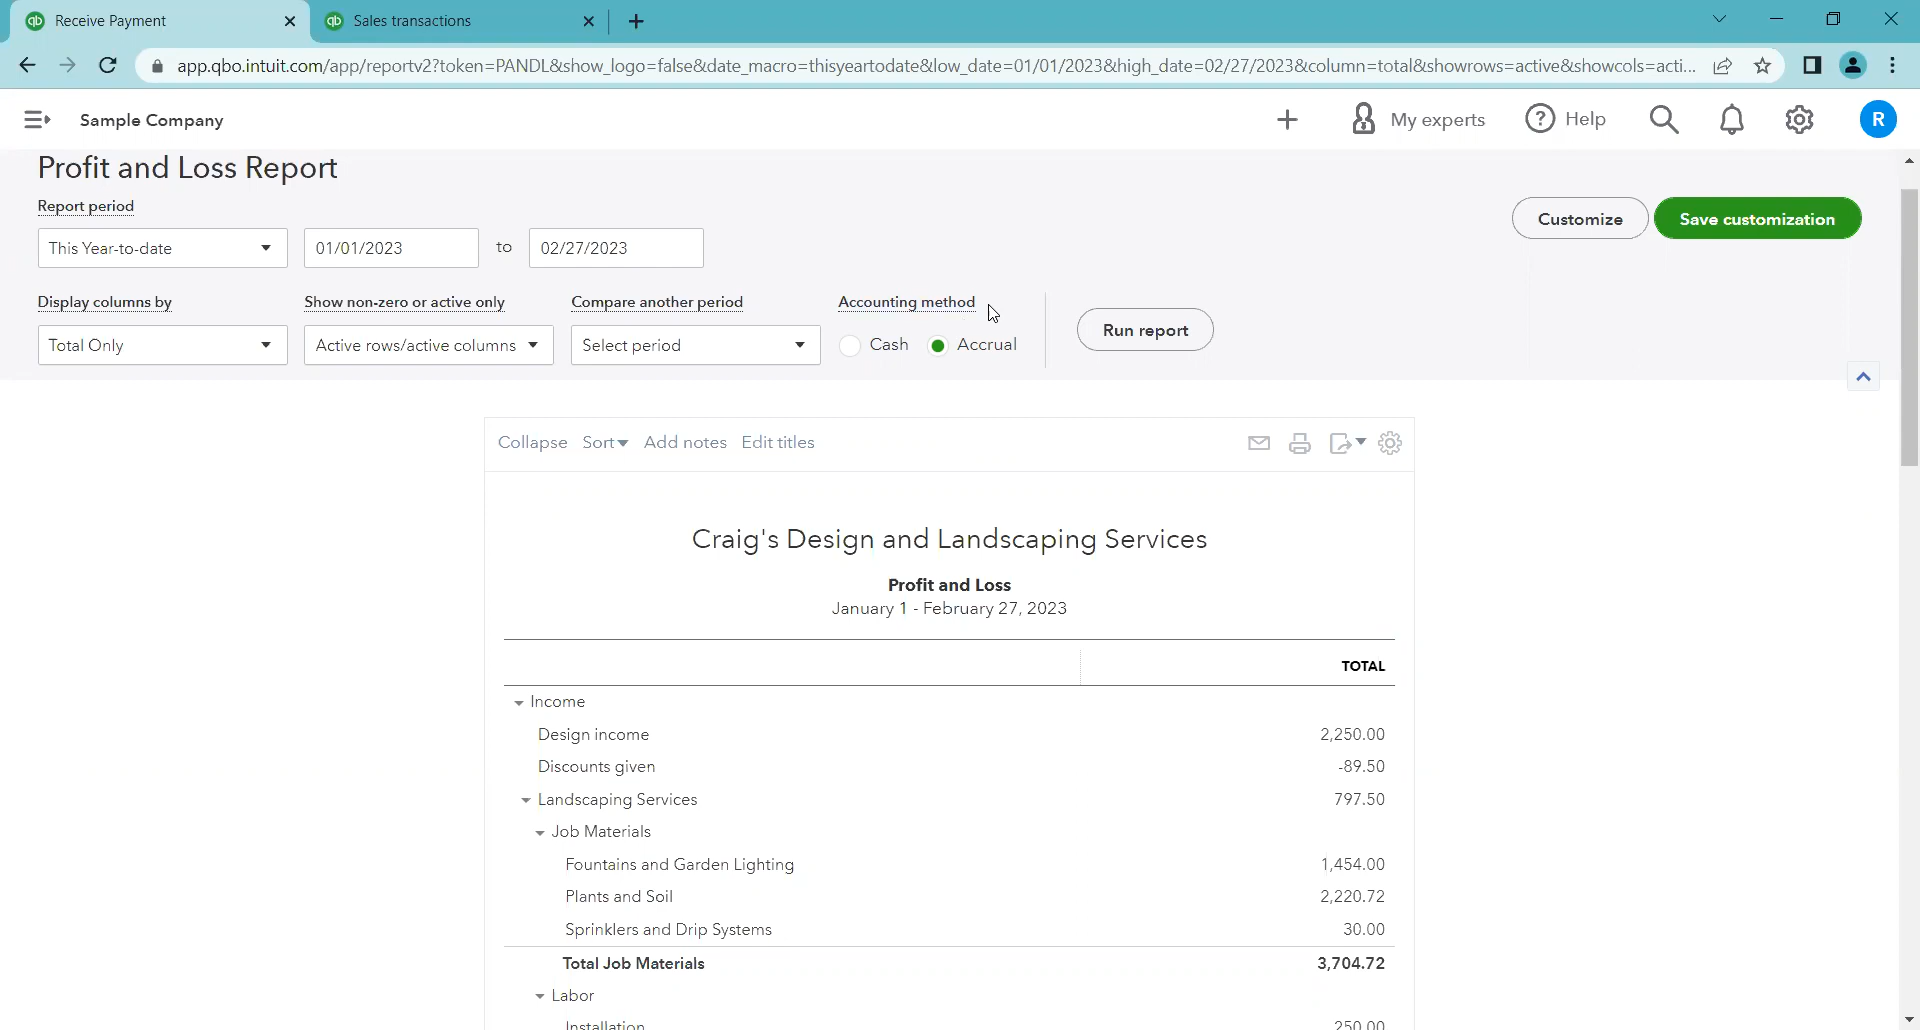 Receive Payment
Sales transactions
app.qbo.intuit.com/app/reportv2?token=PANDL&show_logo=false&date_macro=thisyeartodate&low_date=01/01/2023&high_date=02/27/2023&column=total&showrows=active&showcols=acti...
Sample Company
My experts
Help
R
Profit and Loss Report
Report period
Customize
Save customization
This Year-to-date
01/01/2023
to
02/27/2023
Display columns by
Show non-zero or active only
Compare another period
Accounting method
Total Only
Active rows/active columns
Select period
Cash
Accrual
Run report
Collapse Sort Add notes Edit titles
Craig's Design and Landscaping Services
Profit and Loss
January 1 - February 27, 2023
TOTAL
Income
Design income 2,250.00
Discounts given -89.50
Landscaping Services 797.50
Job Materials
Fountains and Garden Lighting 1,454.00
Plants and Soil 2,220.72
Sprinklers and Drip Systems 30.00
Total Job Materials 3,704.72
Labor
Installation 250.00